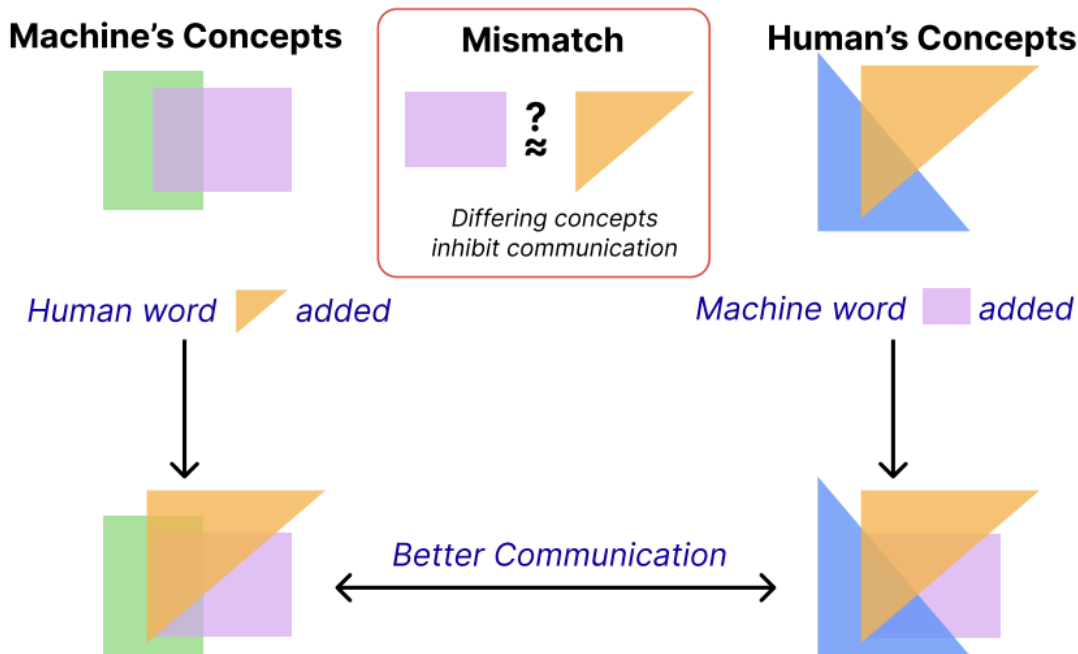 Machine's Concepts
Mismatch
Human's Concepts
?
≈
Differing concepts
inhibit communication
Human word added
Machine word added
Better Communication